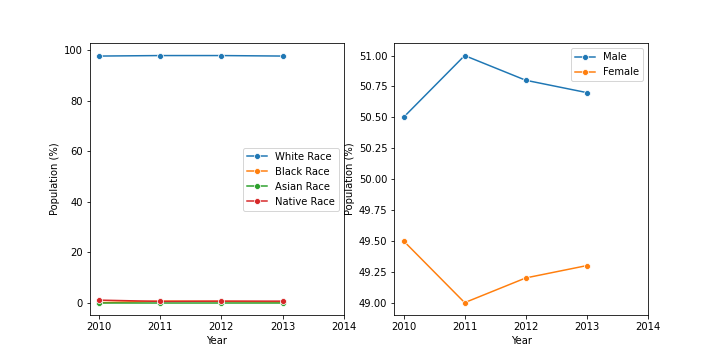 100
80
60
40
20
0
Population (%)
2010 2011 2012 2013 2014
Year
White Race
Black Race
Asian Race
Native Race
51.00
50.75
50.50
50.25
50.00
49.75
49.50
49.25
49.00
Population (%)
2010 2011 2012 2013 2014
Year
Male
Female